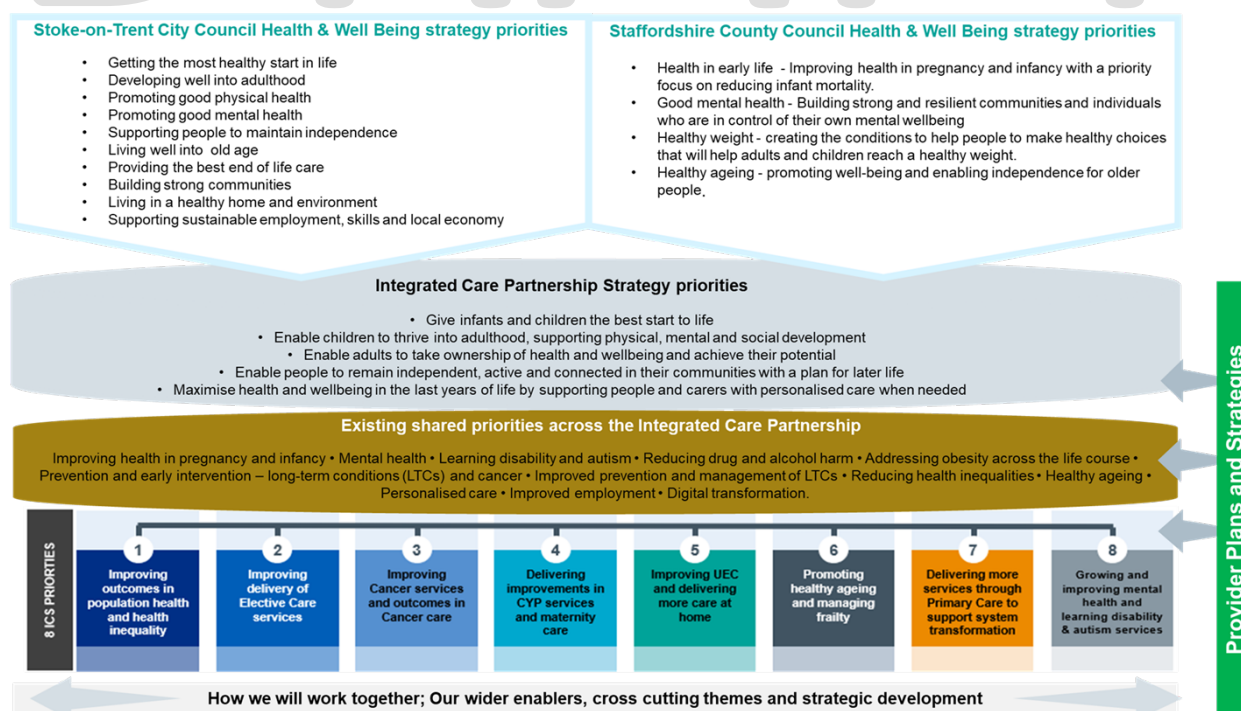 Stoke-on-Trent City Council Health & Well Being strategy priorities
• Getting the most healthy start in life
• Developing well into adulthood
• Promoting good physical health
• Promoting good mental health
• Supporting people to maintain independence
• Living well into old age
• Providing the best end of life care
• Building strong communities
• Living in a healthy home and environment
• Supporting sustainable employment, skills and local economy
Staffordshire County Council Health & Well Being strategy priorities
• Health in early life - Improving health in pregnancy and infancy with a priority
focus on reducing infant mortality.
• Good mental health - Building strong and resilient communities and individuals
who are in control of their own mental wellbeing
• Healthy weight - creating the conditions to help people to make healthy choices
that will help adults and children reach a healthy weight.
• Healthy ageing - promoting well-being and enabling independence for older
people.
Integrated Care Partnership Strategy priorities
• Give infants and children the best start to life
• Enable children to thrive into adulthood, supporting physical, mental and social development
• Enable adults to take ownership of health and wellbeing and achieve their potential
• Enable people to remain independent, active and connected in their communities with a plan for later life
• Maximise health and wellbeing in the last years of life by supporting people and carers with personalised care when needed
Existing shared priorities across the Integrated Care Partnership
Improving health in pregnancy and infancy • Mental health • Learning disability and autism • Reducing drug and alcohol harm • Addressing obesity across the life course •
Prevention and early intervention – long-term conditions (LTCs) and cancer • Improved prevention and management of LTCs • Reducing health inequalities • Healthy ageing •
Personalised care • Improved employment • Digital transformation.
8 ICS PRIORITIES
1
Improving
outcomes in
population health
and health
inequality
2
Improving
delivery of
Elective Care
services
3
Improving
Cancer services
and outcomes in
Cancer care
4
Delivering
improvements in
CYP services
and maternity
care
5
Improving UEC
and delivering
more care at
home
6
Promoting
healthy ageing
and managing
frailty
7
Delivering more
services through
Primary Care to
support system
transformation
8
Growing and
improving mental
health and
learning disability
& autism services
Provider Plans and Strategies
How we will work together; Our wider enablers, cross cutting themes and strategic development